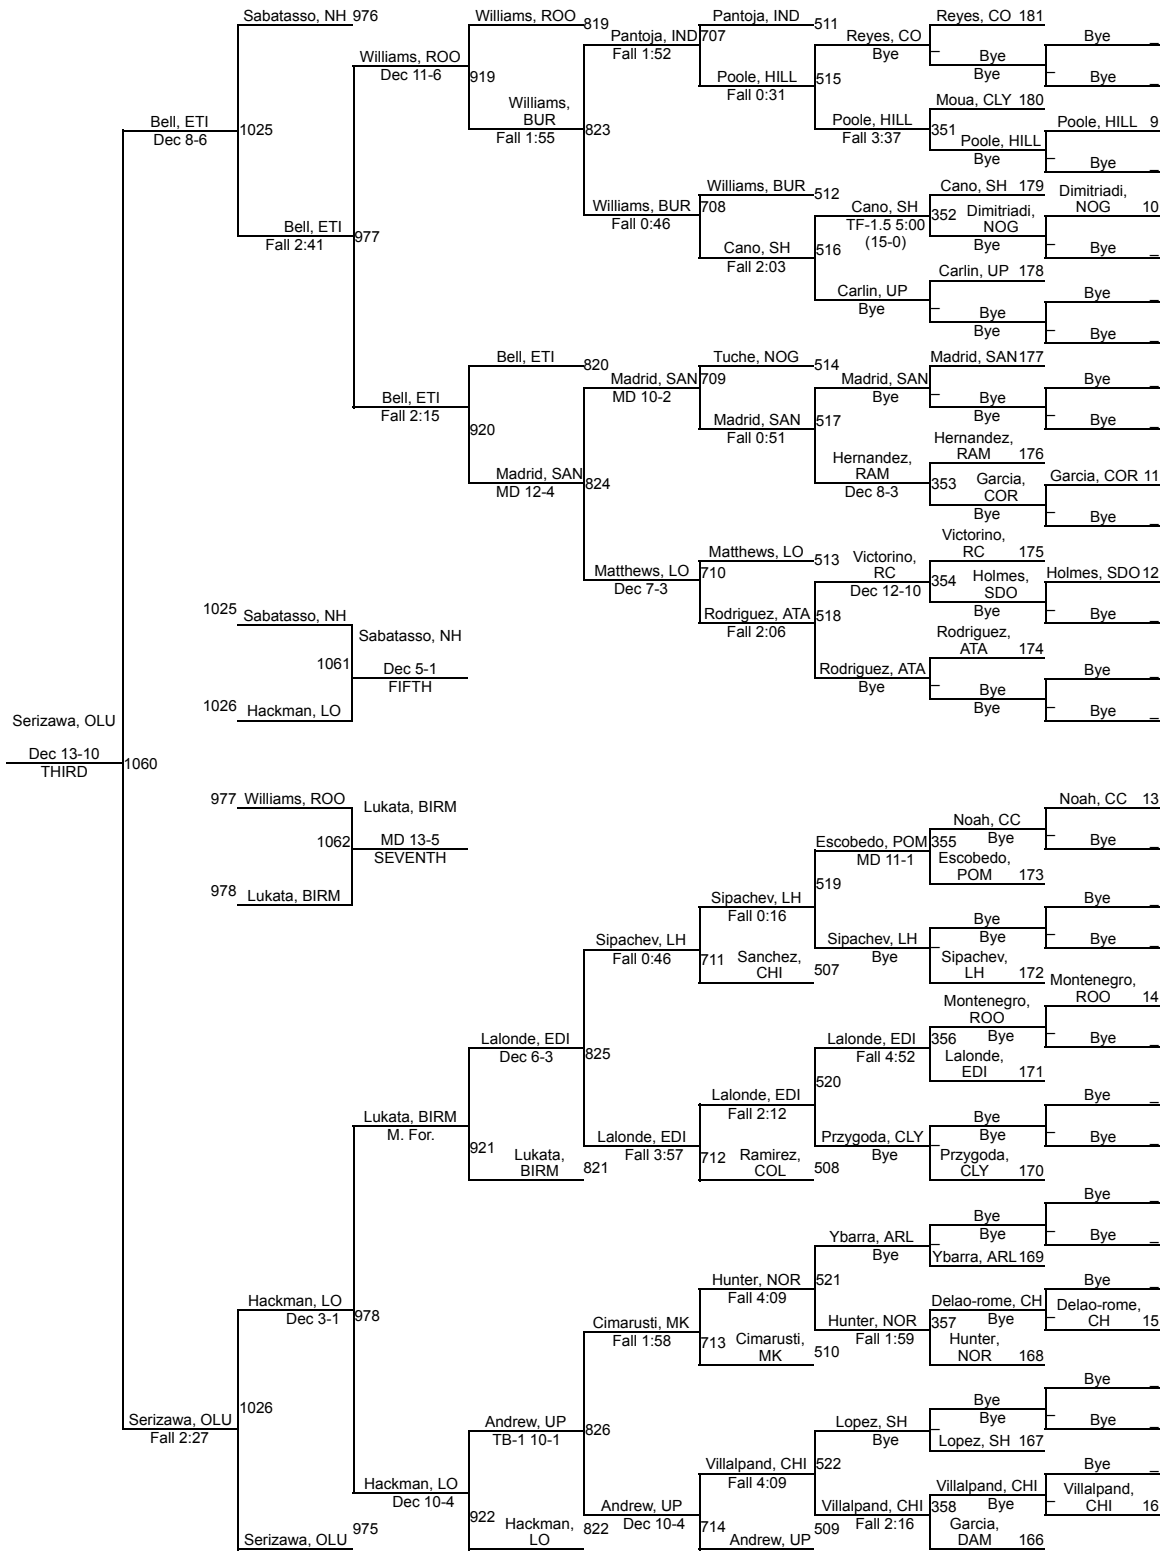 Sabatasso, NH 976
Williams, ROO 819
Pantoja, IND 511
Reyes, CO 181
Bye _
Pantoja, IND 707
Fall 1:52
Reyes, CO
Bye
_
Bye
Bye
_
Bye _
Williams, ROO
Dec 11-6
919
Poole, HILL
Fall 0:31
515
Moua, CLY 180
Williams,
BUR
Fall 1:55
823
Poole, HILL
Fall 3:37
351
Poole, HILL
Bye
Poole, HILL 9
_
Bye _
Bell, ETI
Dec 8-6
1025
Williams, BUR 512
Cano, SH 179
Dimitriadi,
NOG 10
Williams, BUR
Fall 0:46
708
Cano, SH
TF-1.5 5:00
(15-0)
352
Dimitriadi,
NOG
Bye
_
Bye _
Bell, ETI
Fall 2:41
977
Cano, SH
Fall 2:03
516
Carlin, UP 178
Carlin, UP
Bye
_
Bye
Bye
Bye _
_
Bye _
Bell, ETI 820
Tuche, NOG 514
Madrid, SAN 177
Bye _
Madrid, SAN
MD 10-2
709
Madrid, SAN
Bye
_
Bye
Bye
_
Bye _
Bell, ETI
Fall 2:15
920
Madrid, SAN
Fall 0:51
517
Hernandez,
RAM 176
Madrid, SAN
MD 12-4
824
Hernandez,
RAM
Dec 8-3
353
Garcia,
COR
Bye
Garcia, COR 11
_
Bye _
Matthews, LO 513
Victorino,
RC 175
Matthews, LO
Dec 7-3
710
Victorino,
RC
Dec 12-10
354
Holmes,
SDO
Bye
Holmes, SDO 12
_
Bye _
1025 Sabatasso, NH
Rodriguez, ATA
Fall 2:06
518
Rodriguez,
ATA 174
Sabatasso, NH
1061
Dec 5-1
FIFTH
Rodriguez, ATA
Bye
_
Bye
Bye
Bye _
_
Bye _
1026 Hackman, LO
Serizawa, OLU
Dec 13-10
THIRD
1060
977 Williams, ROO
Lukata, BIRM
1062
MD 13-5
SEVENTH
978 Lukata, BIRM
Noah, CC 13
Noah, CC
Bye
_
Bye _
Escobedo, POM
MD 11-1
355
Escobedo,
POM 173
519
Sipachev, LH
Fall 0:16
Bye _
Sipachev, LH
Fall 0:46
Sipachev, LH
Bye
_
Bye
Bye
_
Bye _
711
Sanchez,
CHI 507
Sipachev,
LH 172
Montenegro,
ROO 14
Montenegro,
ROO
Bye
_
Bye _
Lalonde, EDI
Dec 6-3
825
Lalonde, EDI
Fall 4:52
356
Lalonde,
EDI 171
520
Lalonde, EDI
Fall 2:12
Bye _
Lukata, BIRM
M. For.
Lalonde, EDI
Fall 3:57
Przygoda, CLY
Bye
_
Bye
Bye
_
Bye _
921
Lukata,
BIRM 821
712
Ramirez,
COL 508
Przygoda,
CLY 170
Bye _
Ybarra, ARL
Bye
_
Bye
Bye
_
Bye _
Ybarra, ARL 169
521
Hunter, NOR
Fall 4:09
Bye _
Hackman, LO
Dec 3-1
978
Cimarusti, MK
Fall 1:58
Hunter, NOR
Fall 1:59
Delao-rome, CH
Bye
_
Delao-rome,
CH 15
713
Cimarusti,
MK 510
357
Hunter,
NOR 168
Bye _
1026
Serizawa, OLU
Fall 2:27
Andrew, UP
TB-1 10-1
826
Lopez, SH
Bye
_
Bye
Bye
_
Bye _
Lopez, SH 167
522
Villalpand, CHI
Fall 4:09
Bye _
Hackman, LO
Dec 10-4
Andrew, UP
Dec 10-4
Villalpand, CHI
Fall 2:16
Villalpand, CHI
Bye
_
Villalpand,
CHI 16
Serizawa, OLU 975
922
Hackman,
LO 822
714
Andrew, UP 509
358
Garcia,
DAM 166